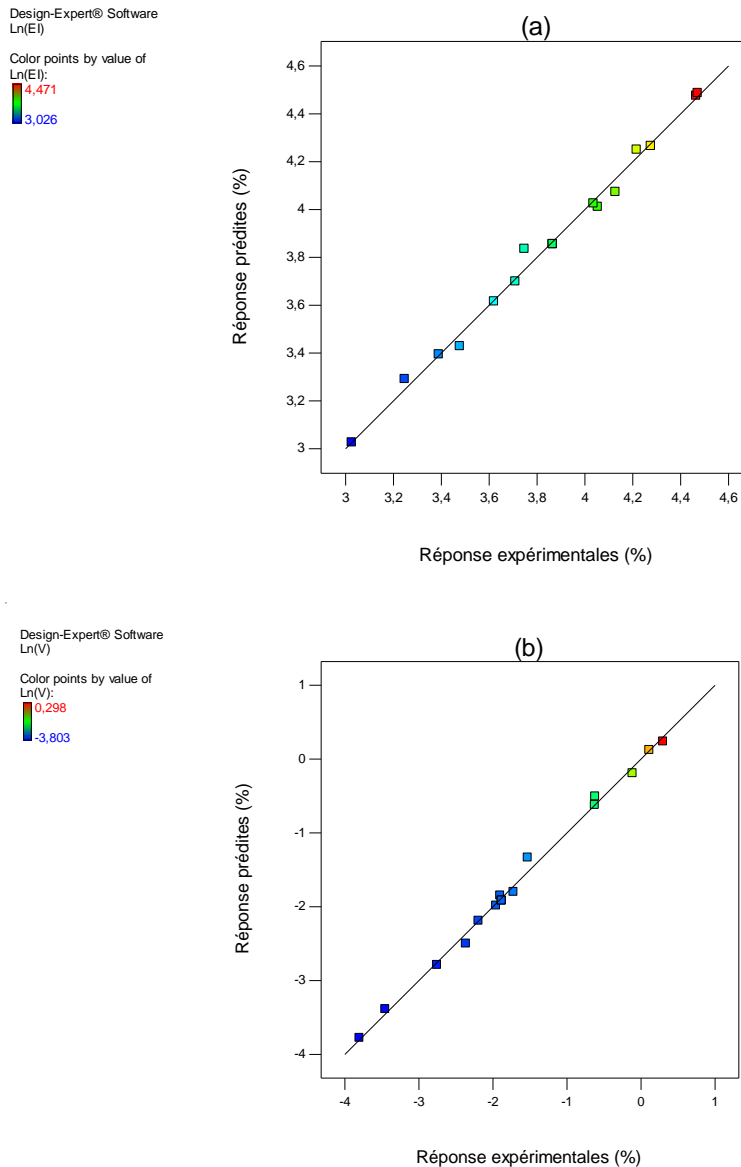 Design-Expert® Software
Ln(EI)
Color points by value of
Ln(EI):
4,471
3,026
(a)
4,6
4,4
4,2
4
3,8
3,6
3,4
3,2
3
Réponse prédites (%)
3 3,2 3,4 3,6 3,8 4 4,2 4,4 4,6
Réponse expérimentales (%)
Design-Expert® Software
Ln(V)
Color points by value of
Ln(V):
0,298
-3,803
(b)
1
0
-1
-2
-3
-4
Réponse prédites (%)
-4 -3 -2 -1 0 1
Réponse expérimentales (%)